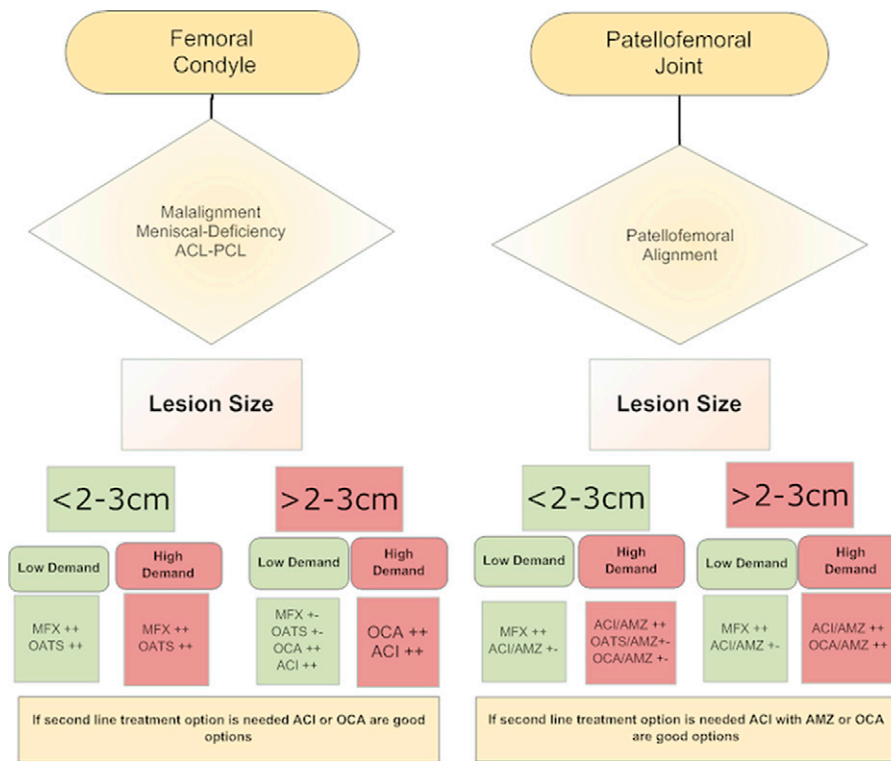 Femoral
Condyle
Malalignment
Meniscal-Deficiency
ACL-PCL
Lesion Size
<2-3cm
>2-3cm
Low Demand
High
Demand
Low Demand
High
Demand
MFX ++
OATS ++
MFX ++
OATS ++
MFX +-
OATS +-
OCA ++
ACI ++
OCA ++
ACI ++
If second line treatment option is needed ACI or OCA are good
options
Patellofemoral
Joint
Patellofemoral
Alignment
Lesion Size
<2-3cm
>2-3cm
Low Demand
High
Demand
Low Demand
High
Demand
MFX ++
ACI/AMZ +-
ACI/AMZ ++
OATS/AMZ+-
OCA/AMZ +-
MFX ++
ACI/AMZ +-
ACI/AMZ ++
OCA/AMZ ++
If second line treatment option is needed ACI with AMZ or OCA
are good options